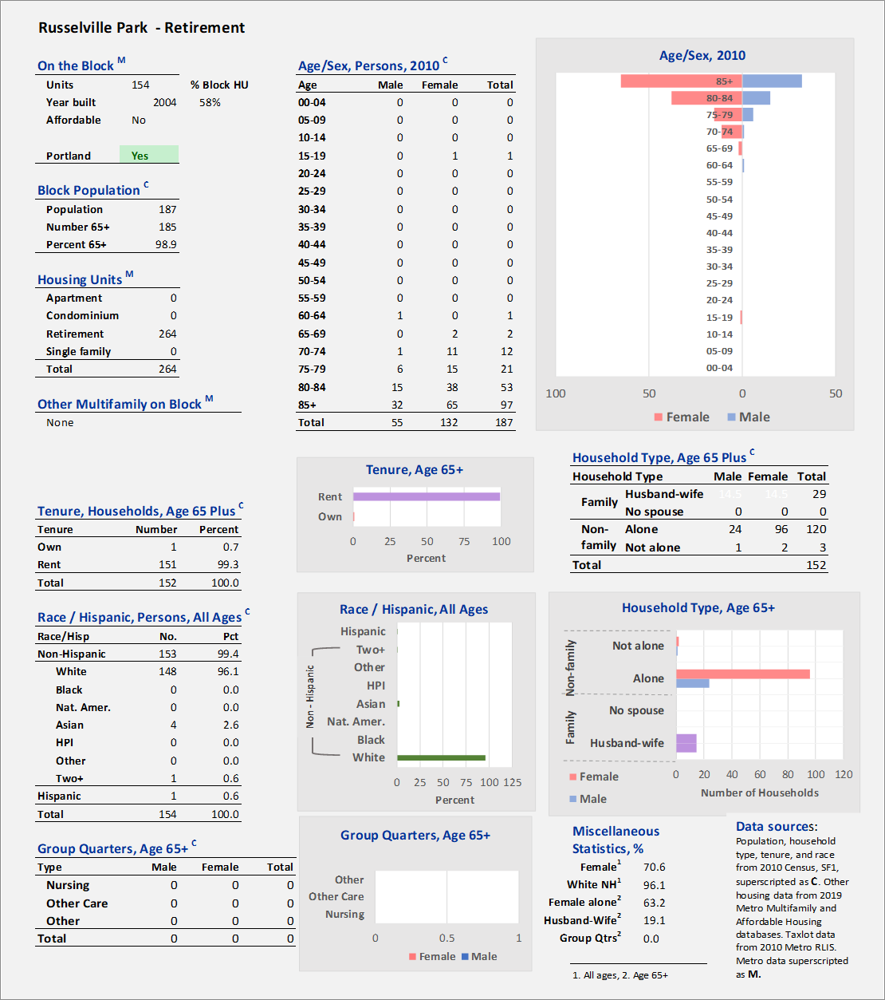 Russelville Park  - Retirement
On the Block M
Units 154 % Block HU
Year built 2004 58%
Affordable No
Portland Yes
Block Population C
Population 187
Number 65+ 185
Percent 65+ 98.9
Housing Units M
Apartment 0
Condominium 0
Retirement 264
Single family 0
Total 264
Other Multifamily on Block M
None
Age/Sex, Persons, 2010 C
Age Male Female Total
00-04 0 0 0
05-09 0 0 0
10-14 0 0 0
15-19 0 1 1
20-24 0 0 0
25-29 0 0 0
30-34 0 0 0
35-39 0 0 0
40-44 0 0 0
45-49 0 0 0
50-54 0 0 0
55-59 0 0 0
60-64 1 0 1
65-69 0 2 2
70-74 1 11 12
75-79 6 15 21
80-84 15 38 53
85+ 32 65 97
Total 55 132 187
Age/Sex, 2010
85+
80-84
75-79
70-74
65-69
60-64
55-59
50-54
45-49
40-44
35-39
30-34
25-29
20-24
15-19
10-14
05-09
00-04
100 50 0 50
Female Male
Tenure, Households, Age 65 Plus C
Tenure Number Percent
Own 1 0.7
Rent 151 99.3
Total 152 100.0
Tenure, Age 65+
Rent
Own
0 25 50 75 100
Percent
Household Type, Age 65 Plus C
Household Type Male Female Total
Family Husband-wife 14.5 14.5 29
No spouse 0 0 0
Non-family Alone 24 96 120
Not alone 1 2 3
Total 152
Race / Hispanic, Persons, All Ages C
Race/Hisp No. Pct
Non-Hispanic 153 99.4
White 148 96.1
Black 0 0.0
Nat. Amer. 0 0.0
Asian 4 2.6
HPI 0 0.0
Other 0 0.0
Two+ 1 0.6
Hispanic 1 0.6
Total 154 100.0
Race / Hispanic, All Ages
Hispanic
Two+
Other
HPI
Asian
Nat. Amer.
Black
White
Non - Hispanic
0 25 50 75 100 125
Percent
Household Type, Age 65+
Non-family
Not alone
Alone
Family
No spouse
Husband-wife
0 20 40 60 80 100 120
Number of Households
Female
Male
Group Quarters, Age 65+ C
Type Male Female Total
Nursing 0 0 0
Other Care 0 0 0
Other 0 0 0
Total 0 0 0
Group Quarters, Age 65+
Other
Other Care
Nursing
0 0.5 1
Female Male
Miscellaneous
Statistics, %
Female1 70.6
White NH1 96.1
Female alone2 63.2
Husband-Wife2 19.1
Group Qtrs2 0.0
1. All ages, 2. Age 65+
Data sources:
Population, household
type, tenure, and race
from 2010 Census, SF1,
superscripted as C. Other
housing data from 2019
Metro Multifamily and
Affordable Housing
databases. Taxlot data
from 2010 Metro RLIS.
Metro data superscripted
as M.